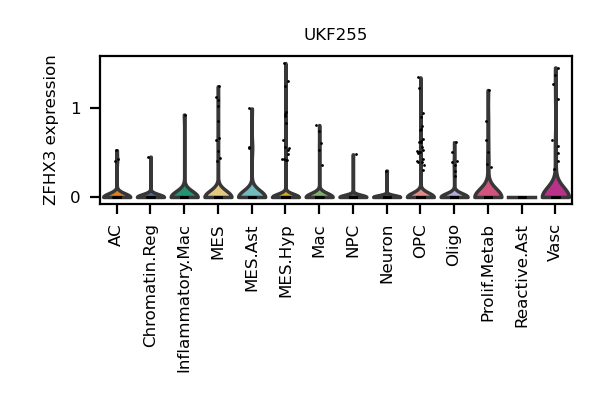 UKF255
ZFHX3 expression
1
0
AC
Chromatin.Reg
Inflammatory.Mac
MES
MES.Ast
MES.Hyp
Mac
NPC
Neuron
OPC
Oligo
Prolif.Metab
Reactive.Ast
Vasc